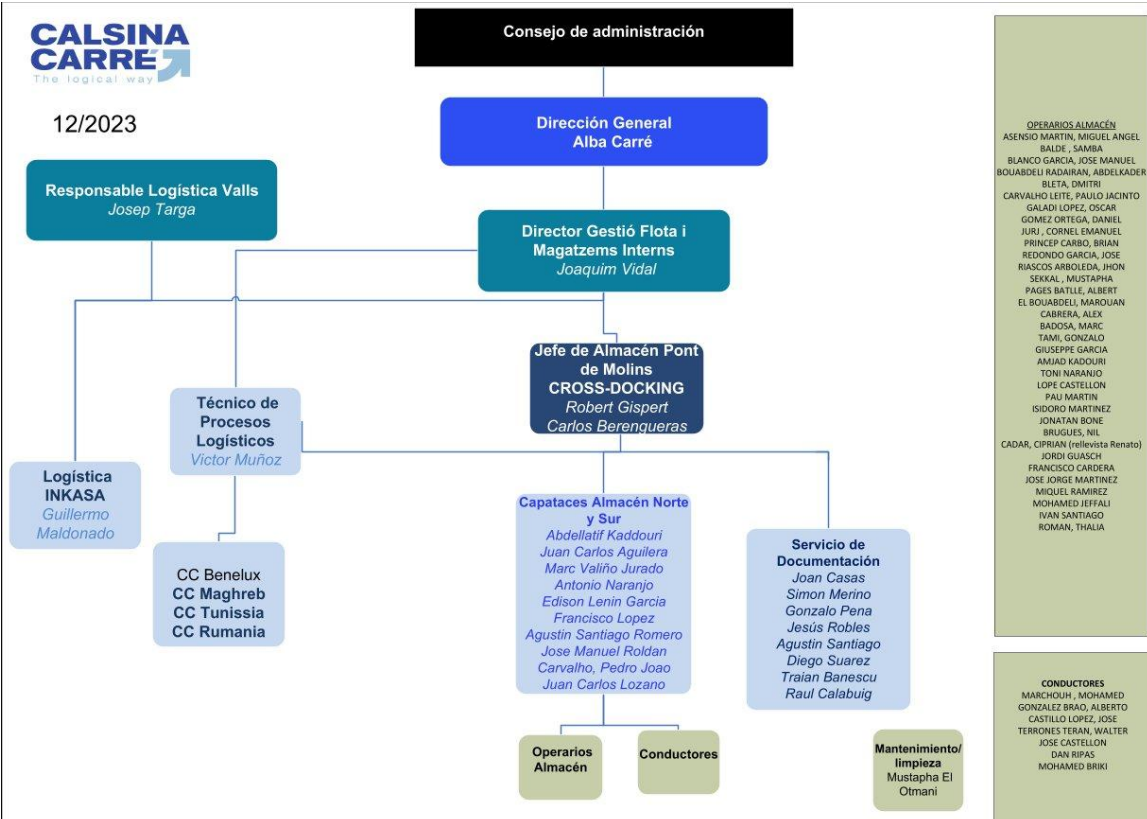 CALSINA
CARRÉ
The logical way
12/2023
Consejo de administración
Dirección General
Alba Carré
Responsable Logística Valls
Josep Targa
Director Gestió Flota i
Magatzems Interns
Joaquim Vidal
Jefe de Almacén Pont
de Molins
CROSS-DOCKING
Robert Gispert
Carlos Berengueras
Técnico de
Procesos
Logísticos
Victor Muñoz
Logística
INKASA
Guillermo
Maldonado
CC Benelux
CC Maghreb
CC Tunissia
CC Rumania
Capataces Almacén Norte
y Sur
Abdellatif Kaddouri
Juan Carlos Aguilera
Marc Valiño Jurado
Antonio Naranjo
Edison Lenin Garcia
Francisco Lopez
Agustin Santiago Romero
Jose Manuel Roldan
Carvalho, Pedro Joao
Juan Carlos Lozano
Servicio de
Documentación
Joan Casas
Simon Merino
Gonzalo Pena
Jesús Robles
Agustin Santiago
Diego Suarez
Traian Banescu
Raul Calabuig
Operarios
Almacén
Conductores
Mantenimiento/
limpieza
Mustapha El
Otmani
OPERARIOS ALMACÉN
ASENSIO MARTIN, MIGUEL ANGEL
BALDE , SAMBA
BLANCO GARCIA, JOSE MANUEL
BOUABDELI RADAIRAN, ABDELKADER
BLETA, DMITRI
CARVALHO LEITE, PAULO JACINTO
GALADI LOPEZ, OSCAR
GOMEZ ORTEGA, DANIEL
JURJ , CORNEL EMANUEL
PRINCEP CARBO, BRIAN
REDONDO GARCIA, JOSE
RIASCOS ARBOLEDA, JHON
SEKKAL , MUSTAPHA
PAGES BATLLE, ALBERT
EL BOUABDELI, MAROUAN
CABRERA, ALEX
BADOSA, MARC
TAMI, GONZALO
GIUSEPPE GARCIA
AMJAD KADOURI
TONI NARANJO
LOPE CASTELLON
PAU MARTIN
ISIDORO MARTINEZ
JONATAN BONE
BRUGUES, NIL
CADAR, CIPRIAN (rellevista Renato)
JORDI GUASCH
FRANCISCO CARDERA
JOSE JORGE MARTINEZ
MIQUEL RAMIREZ
MOHAMED JEFFALI
IVAN SANTIAGO
ROMAN, THALIA
CONDUCTORES
MARCHOUH , MOHAMED
GONZALEZ BRAO, ALBERTO
CASTILLO LOPEZ, JOSE
TERRONES TERAN, WALTER
JOSE CASTELLON
DAN RIPAS
MOHAMED BRIKI